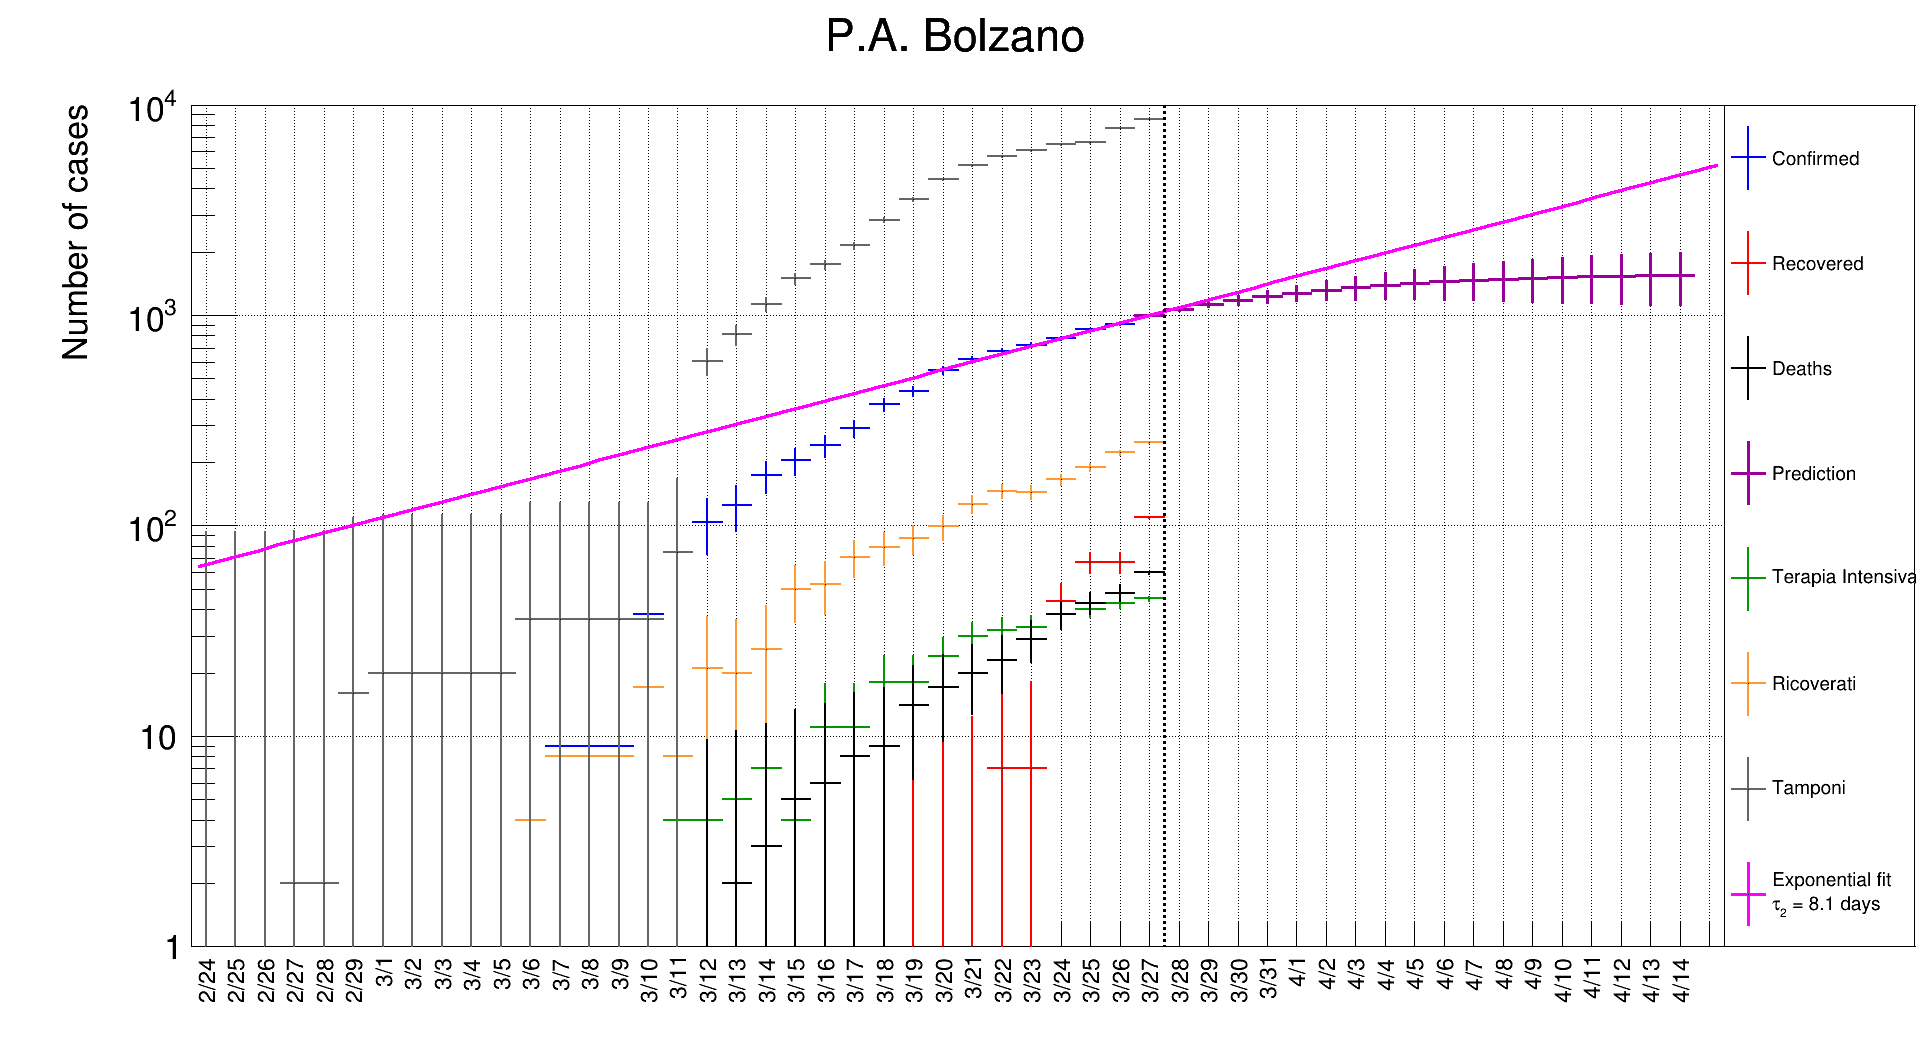 P.A. Bolzano
Number of cases
10^4
10^3
10^2
10
1
2/24 2/25 2/26 2/27 2/28 2/29 3/1 3/2 3/3 3/4 3/5 3/6 3/7 3/8 3/9 3/10 3/11 3/12 3/13 3/14 3/15 3/16 3/17 3/18 3/19 3/20 3/21 3/22 3/23 3/24 3/25 3/26 3/27 3/28 3/29 3/30 3/31 4/1 4/2 4/3 4/4 4/5 4/6 4/7 4/8 4/9 4/10 4/11 4/12 4/13 4/14
Confirmed
Recovered
Deaths
Prediction
Terapia Intensiva
Ricoverati
Tamponi
Exponential fit
τ₂ = 8.1 days